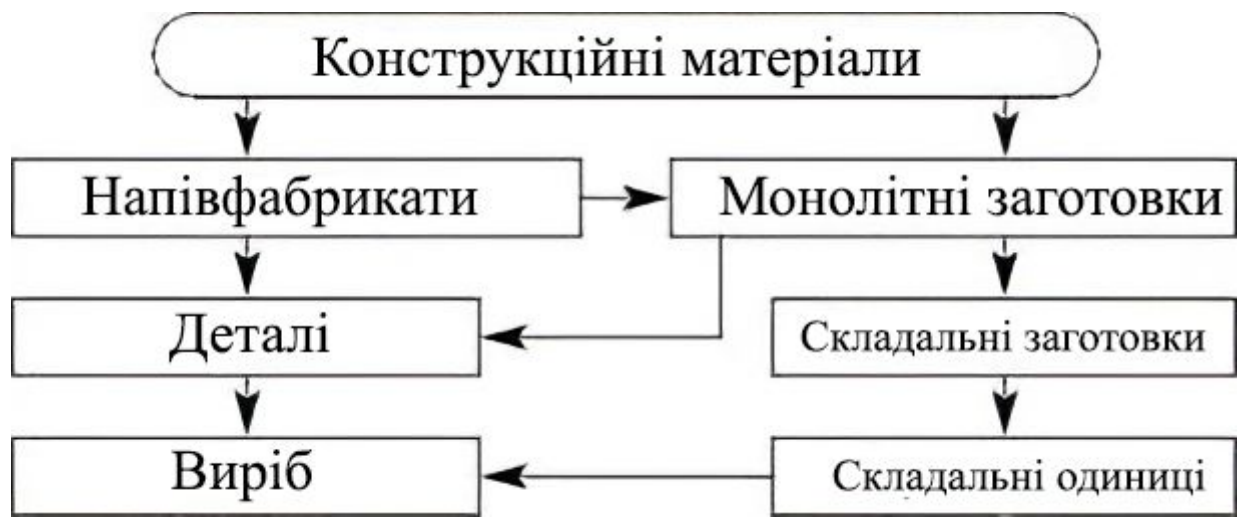 Конструкційні матеріали
Напівфабрикати
Монолітні заготовки
Деталі
Складальні заготовки
Виріб
Складальні одиниці